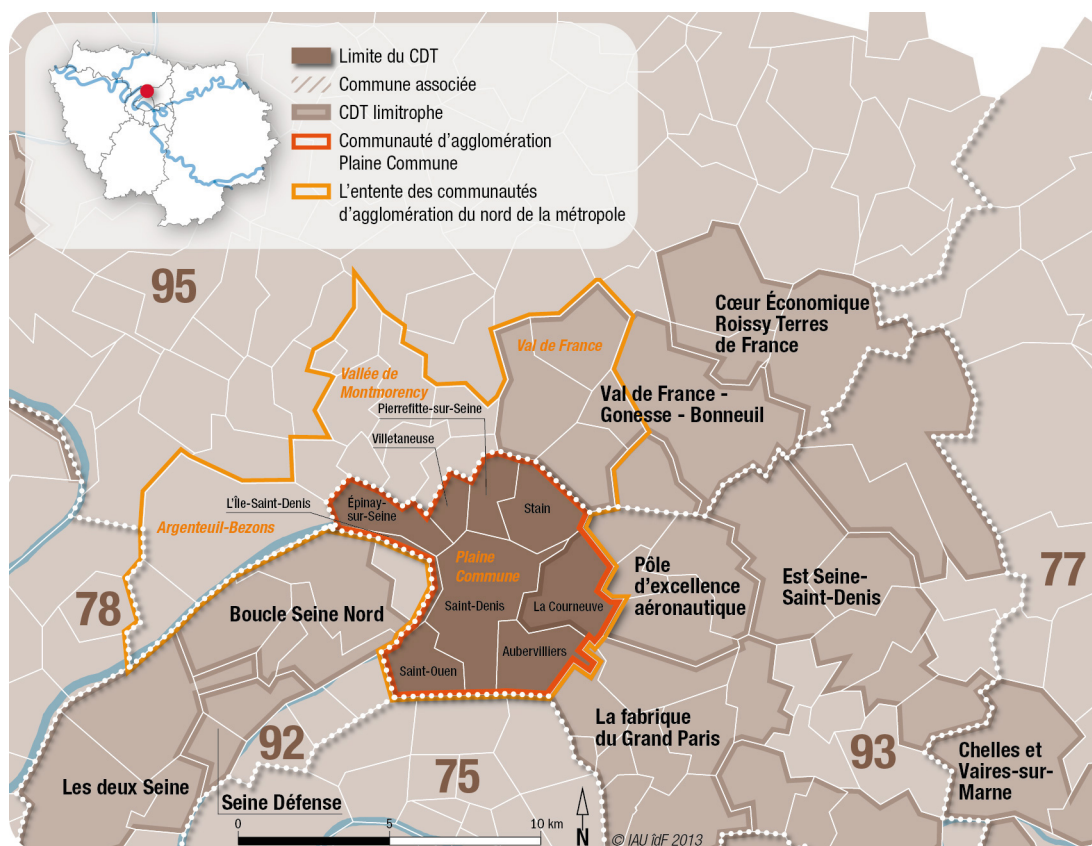 Limite du CDT
Commune associée
CDT limitrophe
Communauté d'agglomération
Plaine Commune
L'entente des communautés
d'agglomération du nord de la métropole
95
Cœur Économique
Roissy Terres
de France
Val de France
Vallée de
Montmorency
Val de France -
Gonesse - Bonneuil
Pierrefitte-sur-Seine
Villetaneuse
L'Île-Saint-Denis
Épinay-
sur-Seine
Stain
Argenteuil-Bezons
Plaine
Commune
Pôle
d'excellence
aéronautique
Est Seine-
Saint-Denis
77
78
Boucle Seine Nord
Saint-Denis
La Courneuve
Aubervilliers
Saint-Ouen
La fabrique
du Grand Paris
92
93
75
Chelles et
Vaires-sur-
Marne
Les deux Seine
Seine Défense
0
5
10 km
N
© IAU îdF 2013